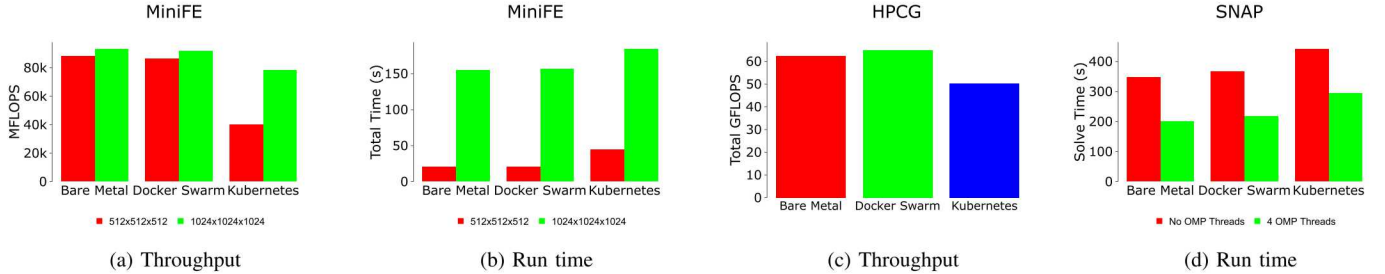 MiniFE
MFLOPS
80k
60k
40k
20k
0
Bare Metal Docker Swarm Kubernetes
512x512x512 1024x1024x1024
(a) Throughput
MiniFE
Total Time (s)
150
100
50
0
Bare Metal Docker Swarm Kubernetes
512x512x512 1024x1024x1024
(b) Run time
HPCG
Total GFLOPS
60
50
40
30
20
10
0
Bare Metal Docker Swarm Kubernetes
(c) Throughput
SNAP
Solve Time (s)
400
300
200
100
0
Bare Metal Docker Swarm Kubernetes
No OMP Threads 4 OMP Threads
(d) Run time